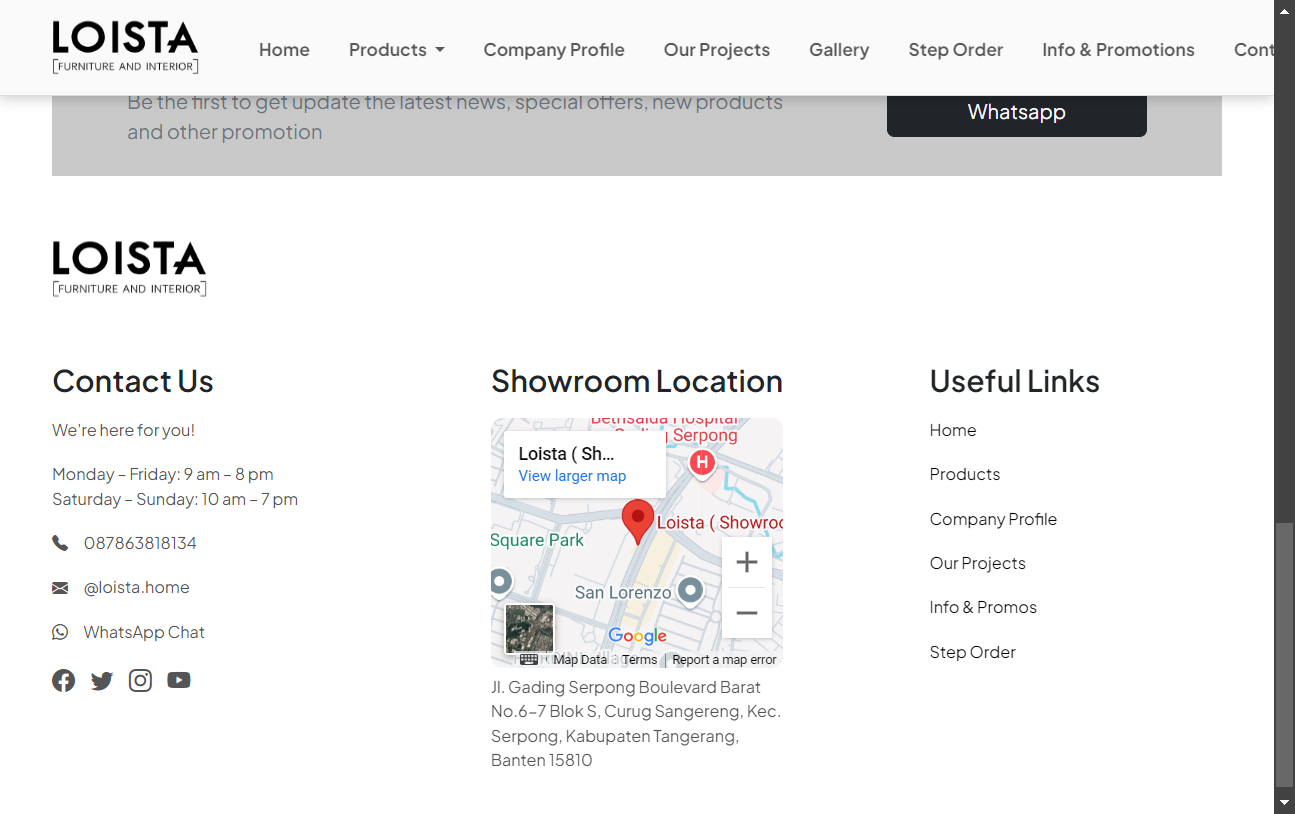 LOISTA
[FURNITURE AND INTERIOR]
Home
Products
Company Profile
Our Projects
Gallery
Step Order
Info & Promotions
Be the first to get update the latest news, special offers, new products
and other promotion
Whatsapp
LOISTA
[FURNITURE AND INTERIOR]
Contact Us
We're here for you!
Monday – Friday: 9 am – 8 pm
Saturday – Sunday: 10 am – 7 pm
087863818134
@loista.home
WhatsApp Chat
Showroom Location
Bethsaida Hospital
Gading Serpong
H
Loista ( Sh...
View larger map
Loista ( Showroo
Square Park
San Lorenzo
Google
Map Data
Terms
Report a map error
Jl. Gading Serpong Boulevard Barat
No.6-7 Blok S, Curug Sangereng, Kec.
Serpong, Kabupaten Tangerang,
Banten 15810
Useful Links
Home
Products
Company Profile
Our Projects
Info & Promos
Step Order